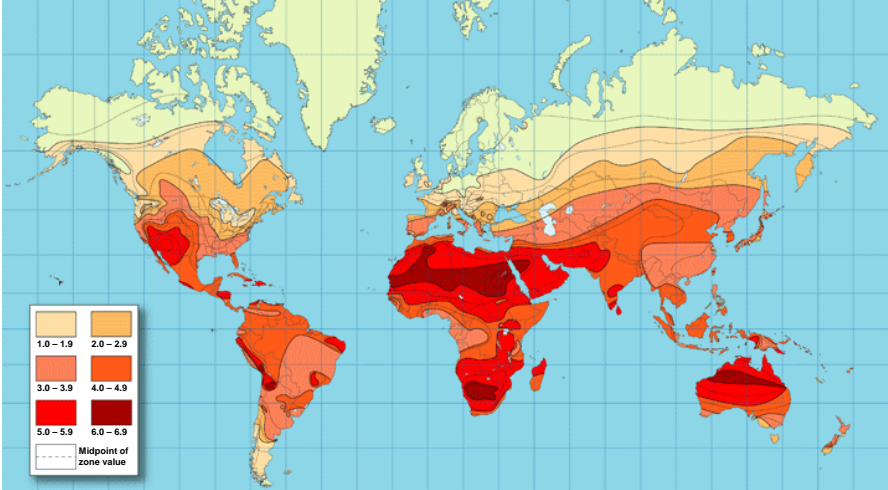 1.0 – 1.9 2.0 – 2.9
3.0 – 3.9 4.0 – 4.9
5.0 – 5.9 6.0 – 6.9
Midpoint of
zone value